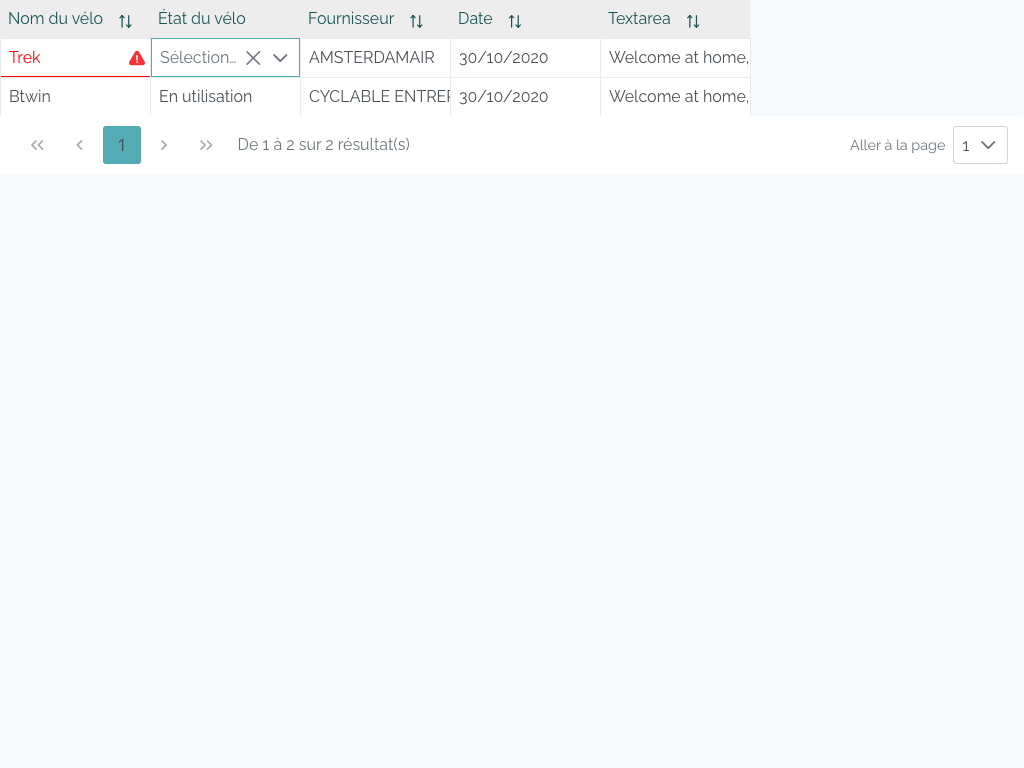 Nom du vélo État du vélo Fournisseur Date Textarea
Trek Sélection... AMSTERDAMAIR 30/10/2020 Welcome at home,
Btwin En utilisation CYCLABLE ENTREP 30/10/2020 Welcome at home,
1 De 1 à 2 sur 2 résultat(s) Aller à la page 1